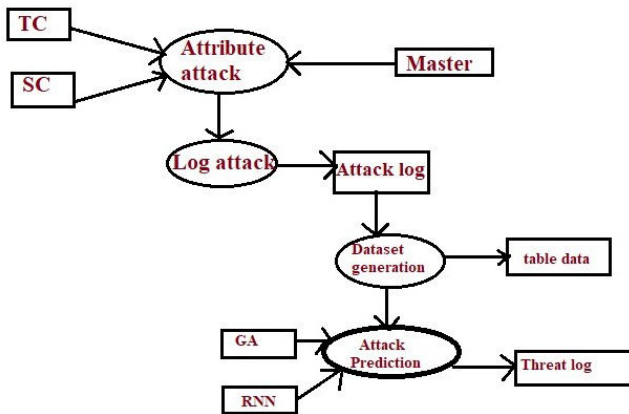 TC
Attribute
attack
SC
Master
Log attack
Attack log
Dataset
generation
table data
GA
Attack
Prediction
Threat log
RNN